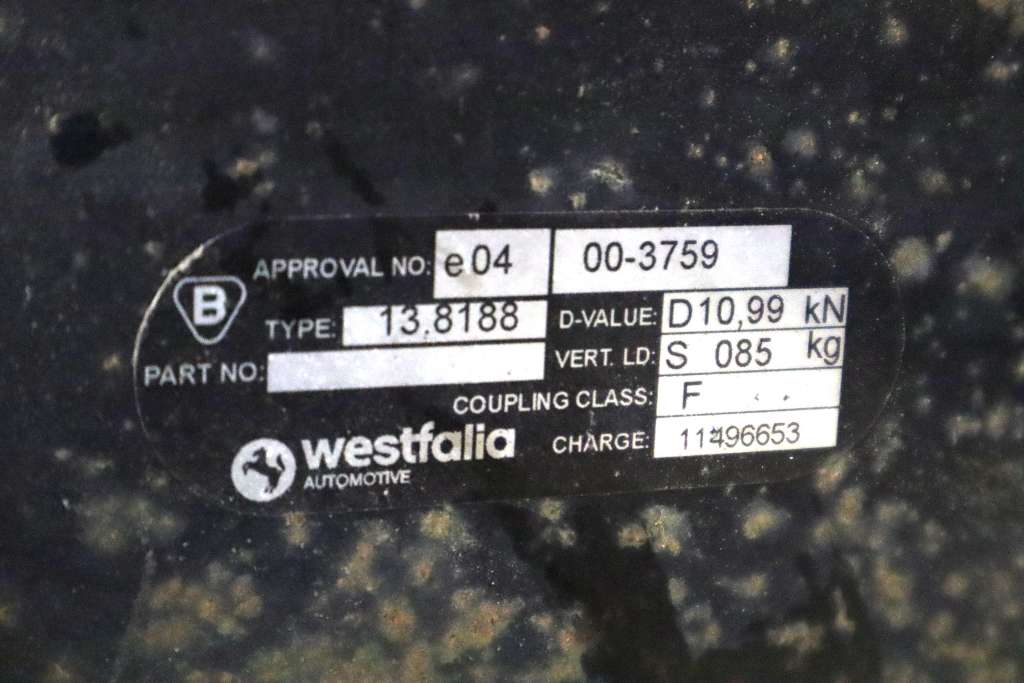 APPROVAL NO: e04 00-3759
B
TYPE: 13.8188 D-VALUE: D10,99 kN
PART NO: VERT. LD: S 085 kg
COUPLING CLASS: F
westfalia CHARGE: 11496653
AUTOMOTIVE